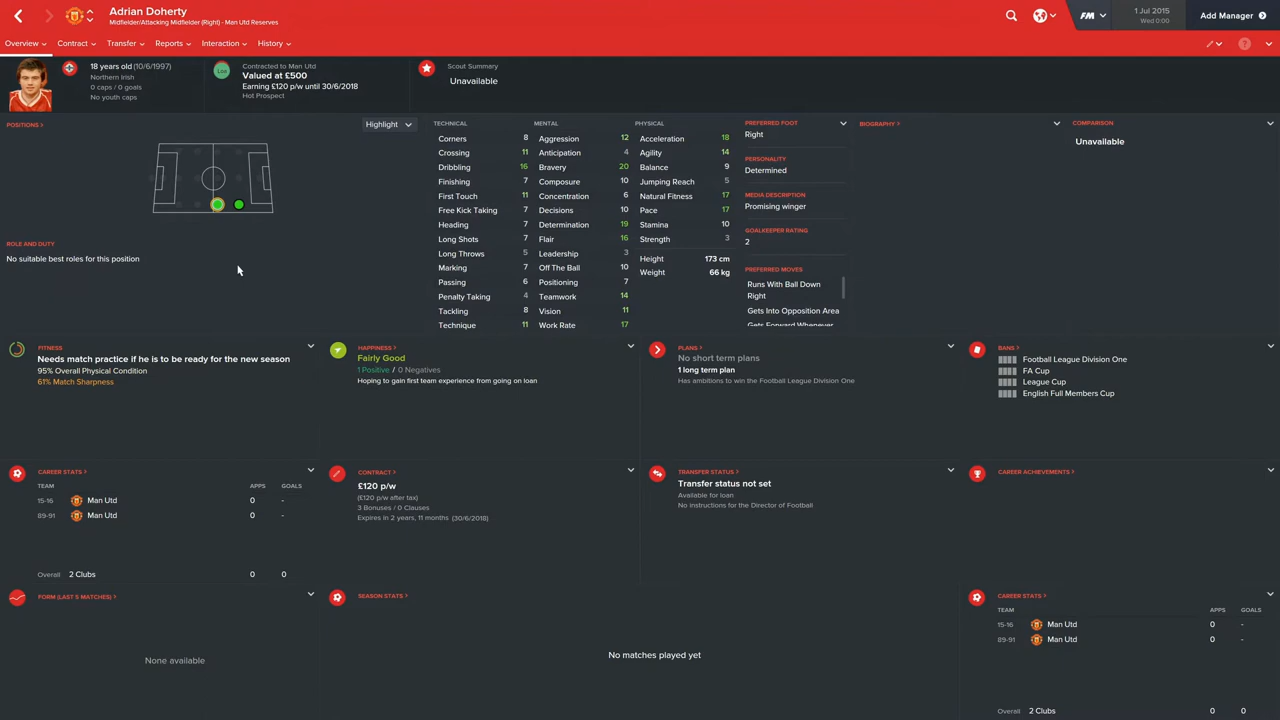 Adrian Doherty
Midfielder/Attacking Midfielder (Right) - Man Utd Reserves
FM
1 Jul 2015
Wed 0:00
Add Manager
Overview
Contract
Transfer
Reports
Interaction
History
18 years old (10/6/1997)
Northern Irish
0 caps / 0 goals
No youth caps
Loa
Contracted to Man Utd
Valued at £500
Earning £120 p/w until 30/6/2018
Hot Prospect
Scout Summary
Unavailable
POSITIONS >
Highlight
ROLE AND DUTY
No suitable best roles for this position
TECHNICAL
Corners 8
Crossing 11
Dribbling 16
Finishing 7
First Touch 11
Free Kick Taking 7
Heading 7
Long Shots 7
Long Throws 5
Marking 7
Passing 6
Penalty Taking 4
Tackling 8
Technique 11
MENTAL
Aggression 12
Anticipation 4
Bravery 20
Composure 10
Concentration 6
Decisions 10
Determination 19
Flair 16
Leadership 3
Off The Ball 10
Positioning 7
Teamwork 14
Vision 11
Work Rate 17
PHYSICAL
Acceleration 18
Agility 14
Balance 9
Jumping Reach 5
Natural Fitness 17
Pace 17
Stamina 10
Strength 3
Height 173 cm
Weight 66 kg
PREFERRED FOOT
Right
PERSONALITY
Determined
MEDIA DESCRIPTION
Promising winger
GOALKEEPER RATING
2
PREFERRED MOVES
Runs With Ball Down
Right
Gets Into Opposition Area
Gets Forward Whenever
BIOGRAPHY >
COMPARISON
Unavailable
FITNESS
Needs match practice if he is to be ready for the new season
95% Overall Physical Condition
61% Match Sharpness
HAPPINESS >
Fairly Good
1 Positive / 0 Negatives
Hoping to gain first team experience from going on loan
PLANS >
No short term plans
1 long term plan
Has ambitions to win the Football League Division One
BANS >
Football League Division One
FA Cup
League Cup
English Full Members Cup
CAREER STATS >
TEAM APPS GOALS
15-16 Man Utd 0 -
89-91 Man Utd 0 -
Overall 2 Clubs 0 0
CONTRACT >
£120 p/w
(£120 p/w after tax)
3 Bonuses / 0 Clauses
Expires in 2 years, 11 months (30/6/2018)
TRANSFER STATUS >
Transfer status not set
Available for loan
No instructions for the Director of Football
CAREER ACHIEVEMENTS >
FORM (LAST 5 MATCHES) >
None available
SEASON STATS >
No matches played yet
CAREER STATS >
TEAM APPS GOALS
15-16 Man Utd 0 -
89-91 Man Utd 0 -
Overall 2 Clubs 0 0